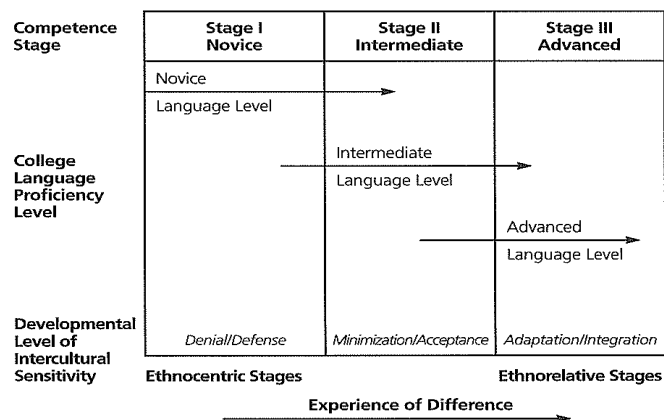 Competence Stage
Stage I Novice
Stage II Intermediate
Stage III Advanced
Novice
Language Level
College Language Proficiency Level
Intermediate
Language Level
Advanced
Language Level
Developmental Level of Intercultural Sensitivity
Denial/Defense
Minimization/Acceptance
Adaptation/Integration
Ethnocentric Stages
Ethnorelative Stages
Experience of Difference